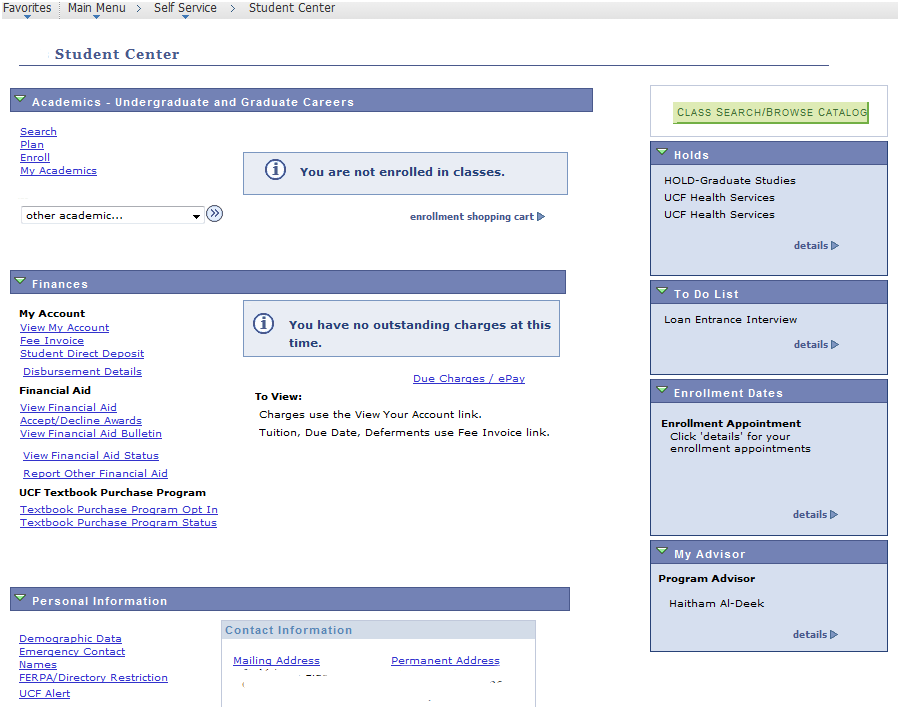 Favorites Main Menu > Self Service > Student Center
Student Center
Academics - Undergraduate and Graduate Careers
Search
Plan
Enroll
My Academics
You are not enrolled in classes.
other academic...
enrollment shopping cart
Finances
My Account
View My Account
Fee Invoice
Student Direct Deposit
Disbursement Details
Financial Aid
View Financial Aid
Accept/Decline Awards
View Financial Aid Bulletin
View Financial Aid Status
Report Other Financial Aid
UCF Textbook Purchase Program
Textbook Purchase Program Opt In
Textbook Purchase Program Status
You have no outstanding charges at this
time.
Due Charges / ePay
To View:
Charges use the View Your Account link.
Tuition, Due Date, Deferments use Fee Invoice link.
Personal Information
Demographic Data
Emergency Contact
Names
FERPA/Directory Restriction
UCF Alert
Contact Information
Mailing Address Permanent Address
CLASS SEARCH/BROWSE CATALOG
Holds
HOLD-Graduate Studies
UCF Health Services
UCF Health Services
details
To Do List
Loan Entrance Interview
details
Enrollment Dates
Enrollment Appointment
Click 'details' for your
enrollment appointments
details
My Advisor
Program Advisor
Haitham Al-Deek
details